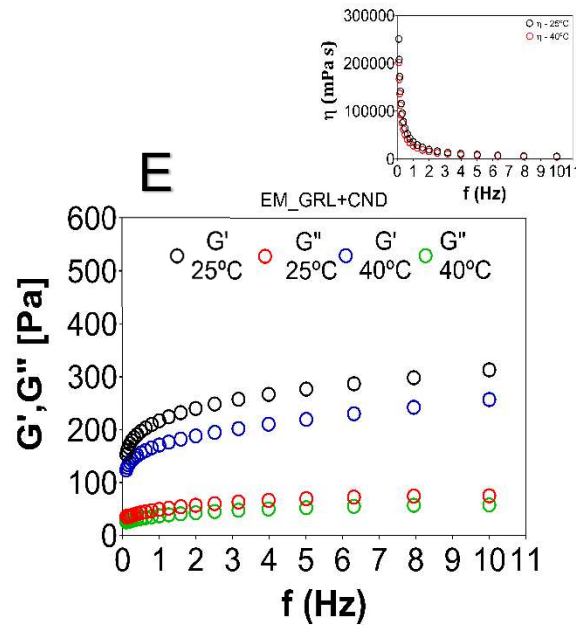 300000
200000
100000
0
η (mPa s)
η - 25ºC
η - 40ºC
0 1 2 3 4 5 6 7 8 9 10 11
f (Hz)
E
EM_GRL+CND
G' G" G' G"
25ºC 25ºC 40ºC 40ºC
600
500
400
300
200
100
0
G',G" [Pa]
0 1 2 3 4 5 6 7 8 9 10 11
f (Hz)